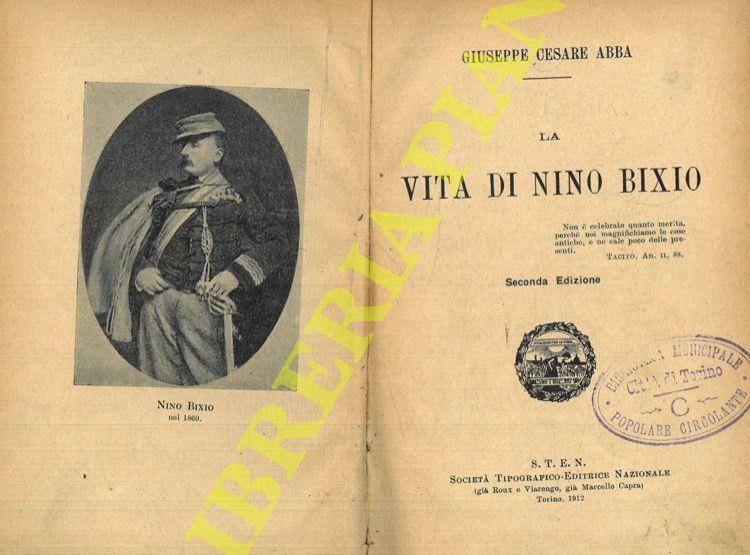 NINO BIXIO
nel 1860.
GIUSEPPE CESARE ABBA
LA
VITA DI NINO BIXIO
Non è celebrato quanto merita,
perchè noi magnifichiamo le cose
antiche, e ne cale poco delle pre-
senti.
TACITO, AN. II, 88.
Seconda Edizione
BIBLIOTECA MUNICIPALE
Città di Torino
C
POPOLARE CIRCOLANTE
S. T. E. N.
SOCIETÀ TIPOGRAFICO-EDITRICE NAZIONALE
(già Roux e Viarengo, già Marcello Capra)
Torino, 1912
LIBRERIA PIAN